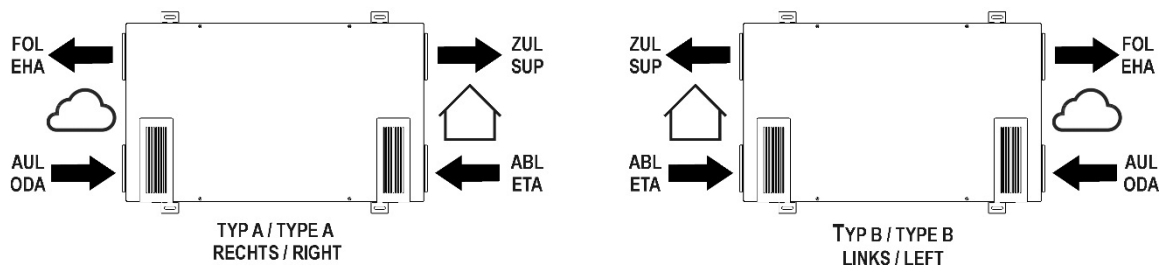 FOL
EHA
ZUL
SUP
AUL
ODA
ABL
ETA
TYP A / TYPE A
RECHTS / RIGHT
ZUL
SUP
FOL
EHA
ABL
ETA
AUL
ODA
TYP B / TYPE B
LINKS / LEFT